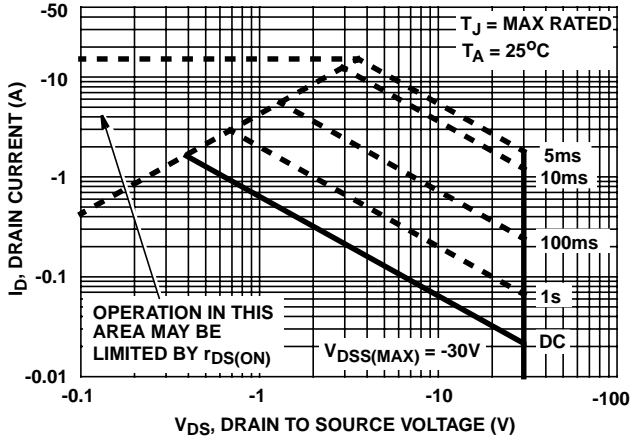 -50
-10
-1
-0.1
-0.01
I_D, DRAIN CURRENT (A)
T_J = MAX RATED
T_A = 25°C
5ms
10ms
100ms
1s
DC
OPERATION IN THIS
AREA MAY BE
LIMITED BY r_DS(ON)
V_DSS(MAX) = -30V
-0.1
-1
-10
-100
V_DS, DRAIN TO SOURCE VOLTAGE (V)